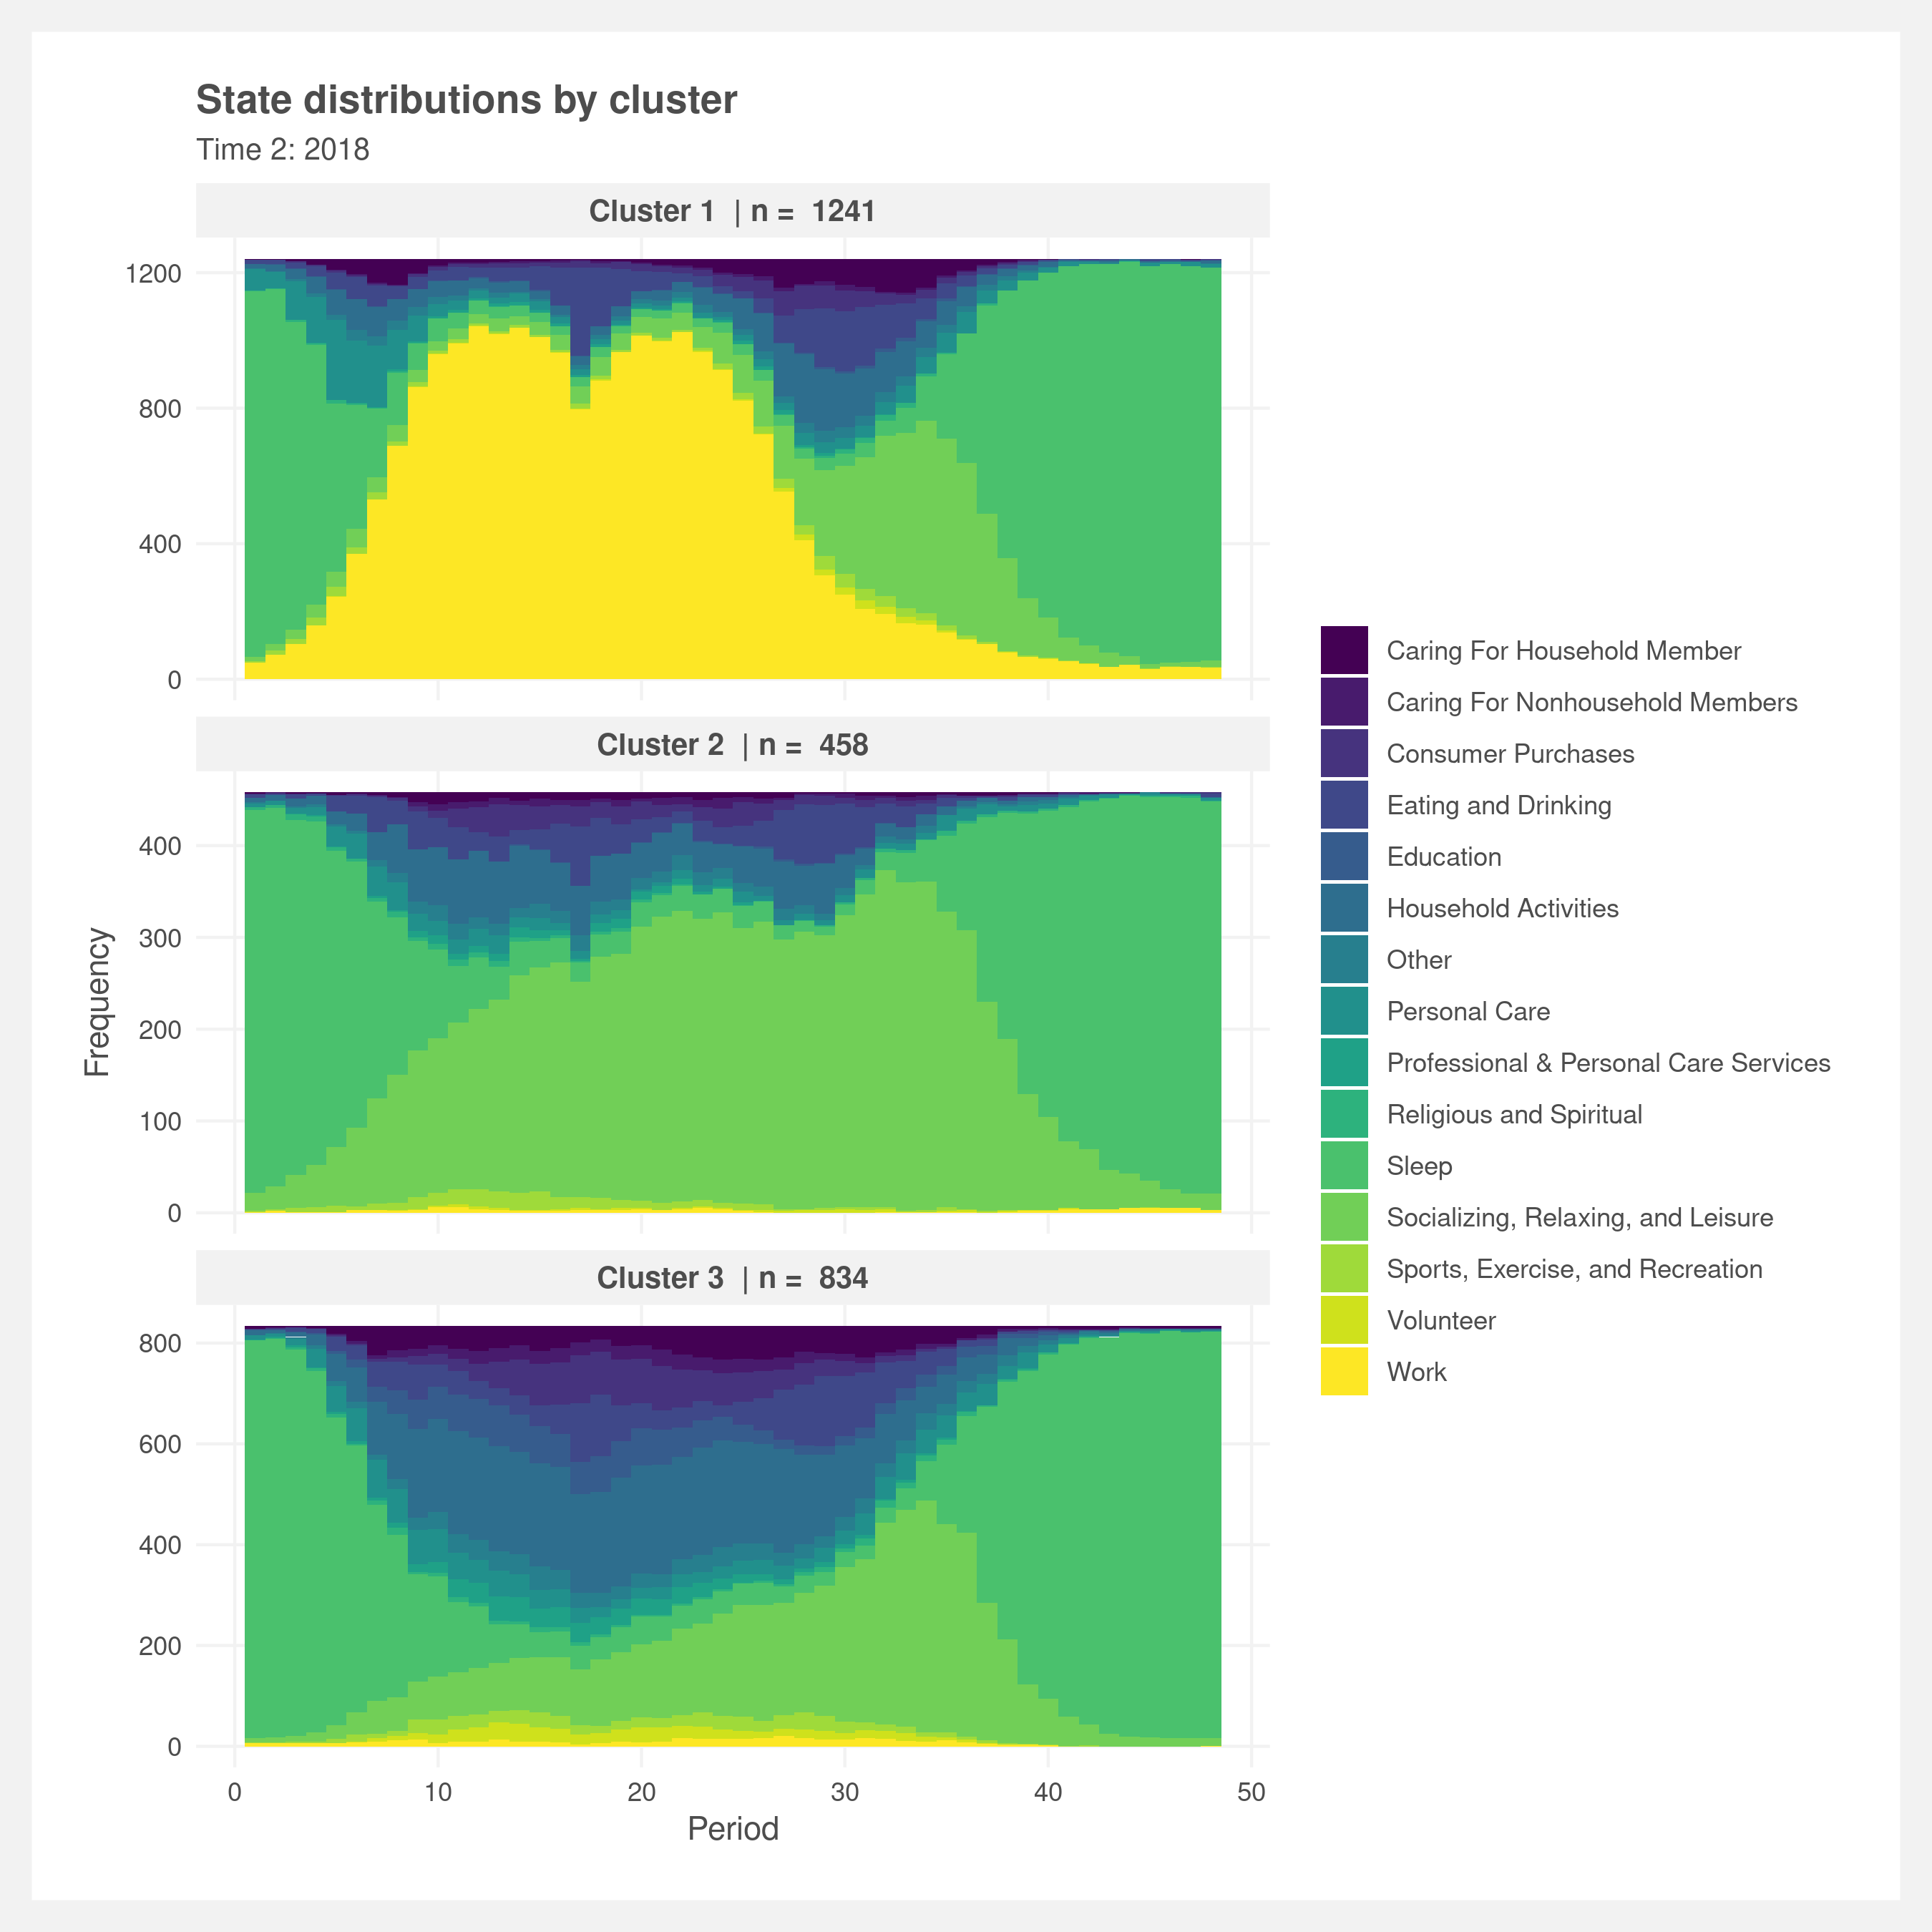 State distributions by cluster
Time 2: 2018
Cluster 1 | n = 1241
1200
800
400
0
Cluster 2 | n = 458
400
300
200
100
0
Cluster 3 | n = 834
800
600
400
200
0
0 10 20 30 40 50
Period
Frequency
Caring For Household Member
Caring For Nonhousehold Members
Consumer Purchases
Eating and Drinking
Education
Household Activities
Other
Personal Care
Professional & Personal Care Services
Religious and Spiritual
Sleep
Socializing, Relaxing, and Leisure
Sports, Exercise, and Recreation
Volunteer
Work